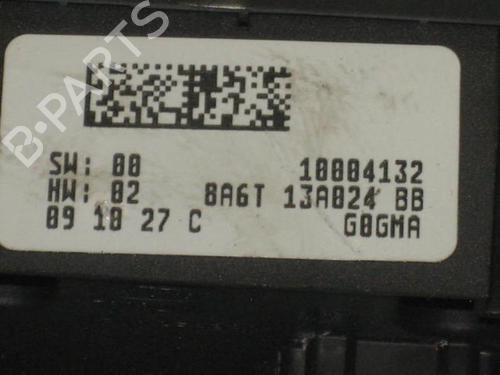 B-PARTS
SW: 00 10004132
HW: 02 8A6T 13A024 BB
09 10 27 C G0GMA